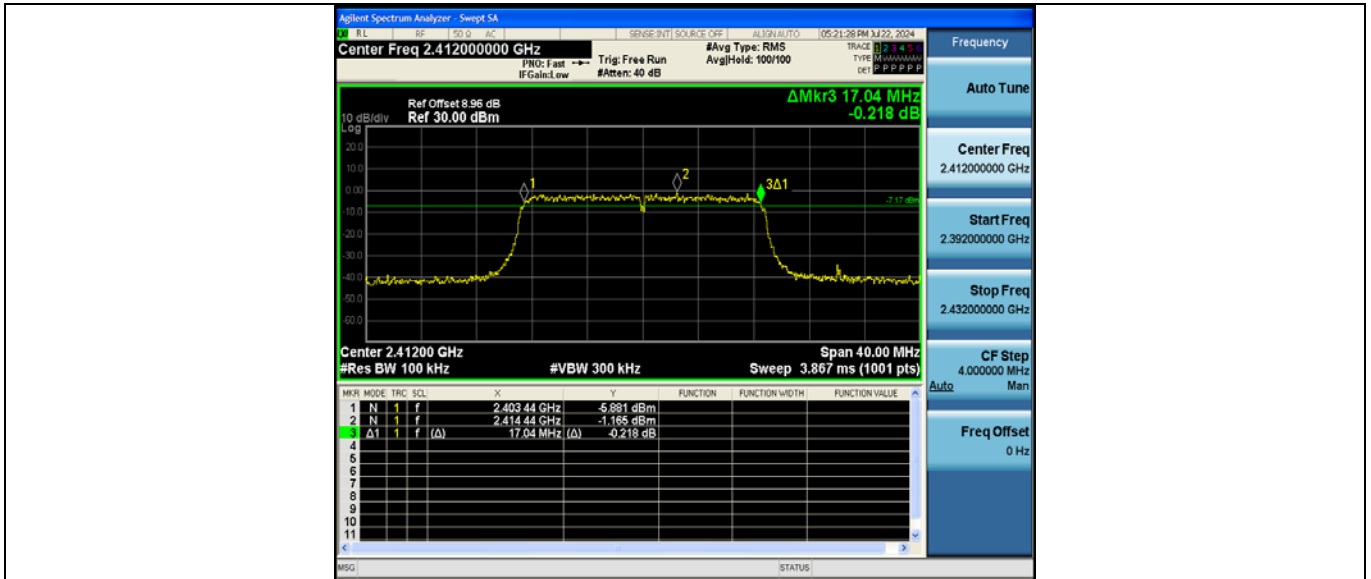 Agilent Spectrum Analyzer - Swept SA
RL RF 50 Ω AC SENSE:INT SOURCE OFF ALIGN AUTO 05:21:28 PM Jul 22, 2024
Center Freq 2.412000000 GHz
PNO: Fast
IFGain:Low
Trig: Free Run
#Atten: 40 dB
#Avg Type: RMS
Avg|Hold: 100/100
TRACE 1 2 3 4 5 6
TYPE M
DET P P P P P P
Ref Offset 8.96 dB
10 dB/div Ref 30.00 dBm
Log
ΔMkr3 17.04 MHz
-0.218 dB
20.0
10.0
0.00
-10.0
-20.0
-30.0
-40.0
-50.0
-60.0
1
2
3Δ1
-7.17 dBm
Center 2.41200 GHz Span 40.00 MHz
#Res BW 100 kHz #VBW 300 kHz Sweep 3.867 ms (1001 pts)
MKR MODE TRC SCL X Y FUNCTION FUNCTION WIDTH FUNCTION VALUE
1 N 1 f 2.403 44 GHz -5.881 dBm
2 N 1 f 2.414 44 GHz -1.165 dBm
3 Δ1 1 f (Δ) 17.04 MHz (Δ) -0.218 dB
4
5
6
7
8
9
10
11
MSG STATUS
Frequency
Auto Tune
Center Freq
2.412000000 GHz
Start Freq
2.392000000 GHz
Stop Freq
2.432000000 GHz
CF Step
4.000000 MHz
Auto Man
Freq Offset
0 Hz